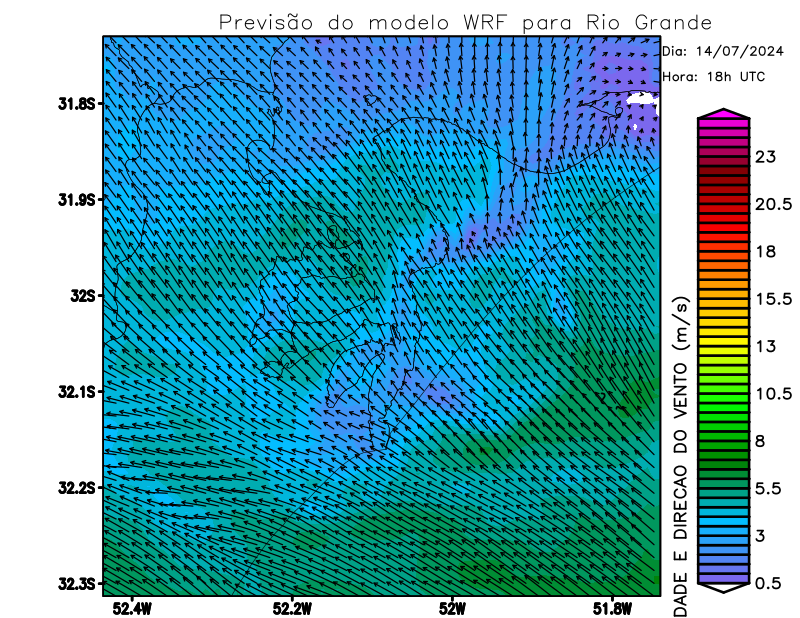 Previsão do modelo WRF para Rio Grande
Dia: 14/07/2024
Hora: 18h UTC
31.8S
31.9S
32S
32.1S
32.2S
32.3S
52.4W
52.2W
52W
51.8W
23
20.5
18
15.5
13
10.5
8
5.5
3
0.5
DADE E DIRECAO DO VENTO (m/s)